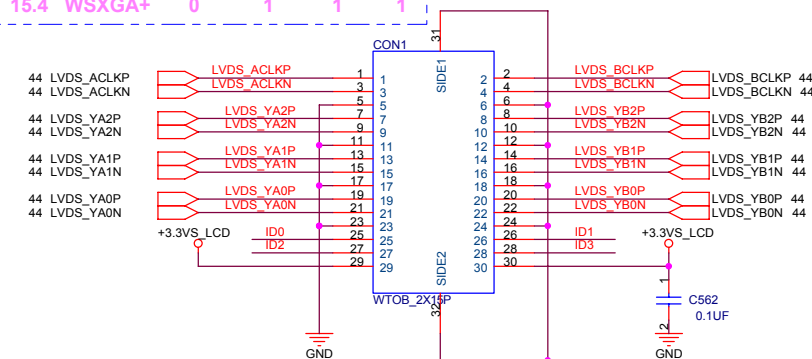 15.4 WSXGA+ 0 1 1 1
31
CON1
SIDE1
44 LVDS_ACLKP LVDS_ACLKP 1 1 2 2 LVDS_BCLKP LVDS_BCLKP 44
44 LVDS_ACLKN LVDS_ACLKN 3 3 4 4 LVDS_BCLKN LVDS_BCLKN 44
5 5 6 6
44 LVDS_YA2P LVDS_YA2P 7 7 8 8 LVDS_YB2P LVDS_YB2P 44
44 LVDS_YA2N LVDS_YA2N 9 9 10 10 LVDS_YB2N LVDS_YB2N 44
11 11 12 12
44 LVDS_YA1P LVDS_YA1P 13 13 14 14 LVDS_YB1P LVDS_YB1P 44
44 LVDS_YA1N LVDS_YA1N 15 15 16 16 LVDS_YB1N LVDS_YB1N 44
17 17 18 18
44 LVDS_YA0P LVDS_YA0P 19 19 20 20 LVDS_YB0P LVDS_YB0P 44
44 LVDS_YA0N LVDS_YA0N 21 21 22 22 LVDS_YB0N LVDS_YB0N 44
23 23 24 24
+3.3VS_LCD ID0 25 25 26 26 ID1 +3.3VS_LCD
ID2 27 27 28 28 ID3
29 29 30 30
SIDE2
WTOB_2X15P
32
1
C562
0.1UF
2
GND GND